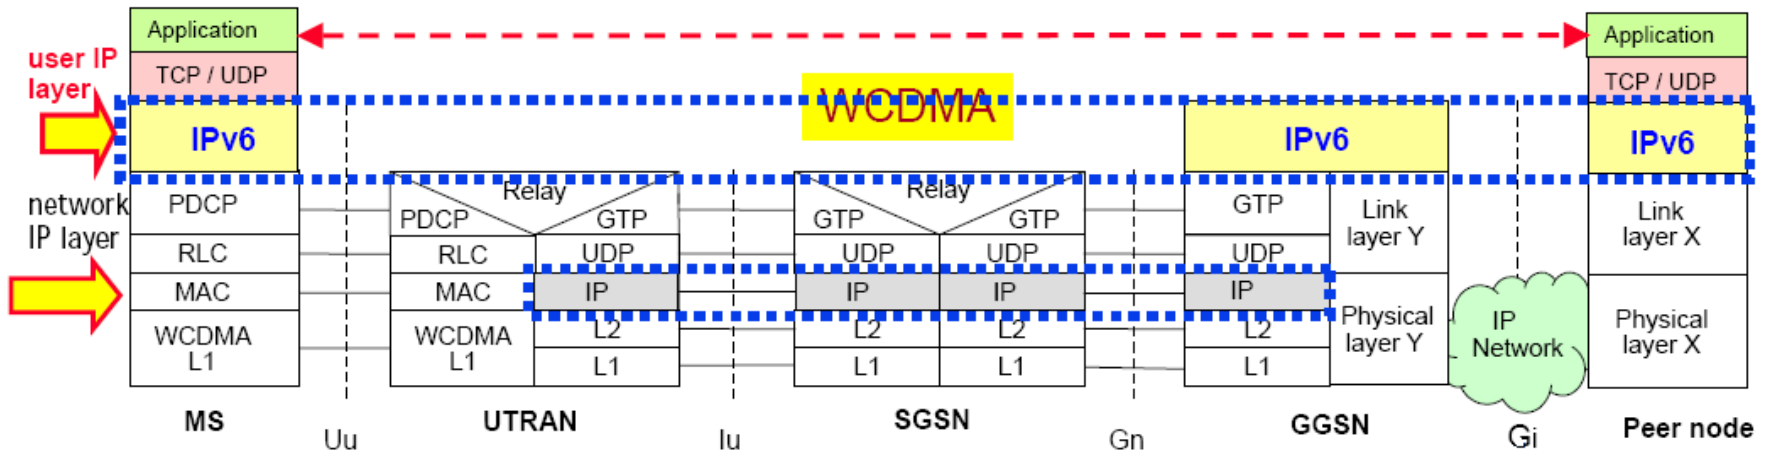 Application
Application
user IP
layer
TCP / UDP
TCP / UDP
WCDMA
IPv6
IPv6
IPv6
network
IP layer
PDCP
Relay
PDCP
GTP
Relay
GTP
GTP
GTP
Link
layer Y
Link
layer X
RLC
RLC
UDP
UDP
UDP
UDP
MAC
MAC
IP
IP
IP
IP
WCDMA
L1
WCDMA
L1
L2
L1
L2
L2
L1
L1
L2
L1
Physical
layer Y
IP
Network
Physical
layer X
MS
Uu
UTRAN
Iu
SGSN
Gn
GGSN
Gi
Peer node